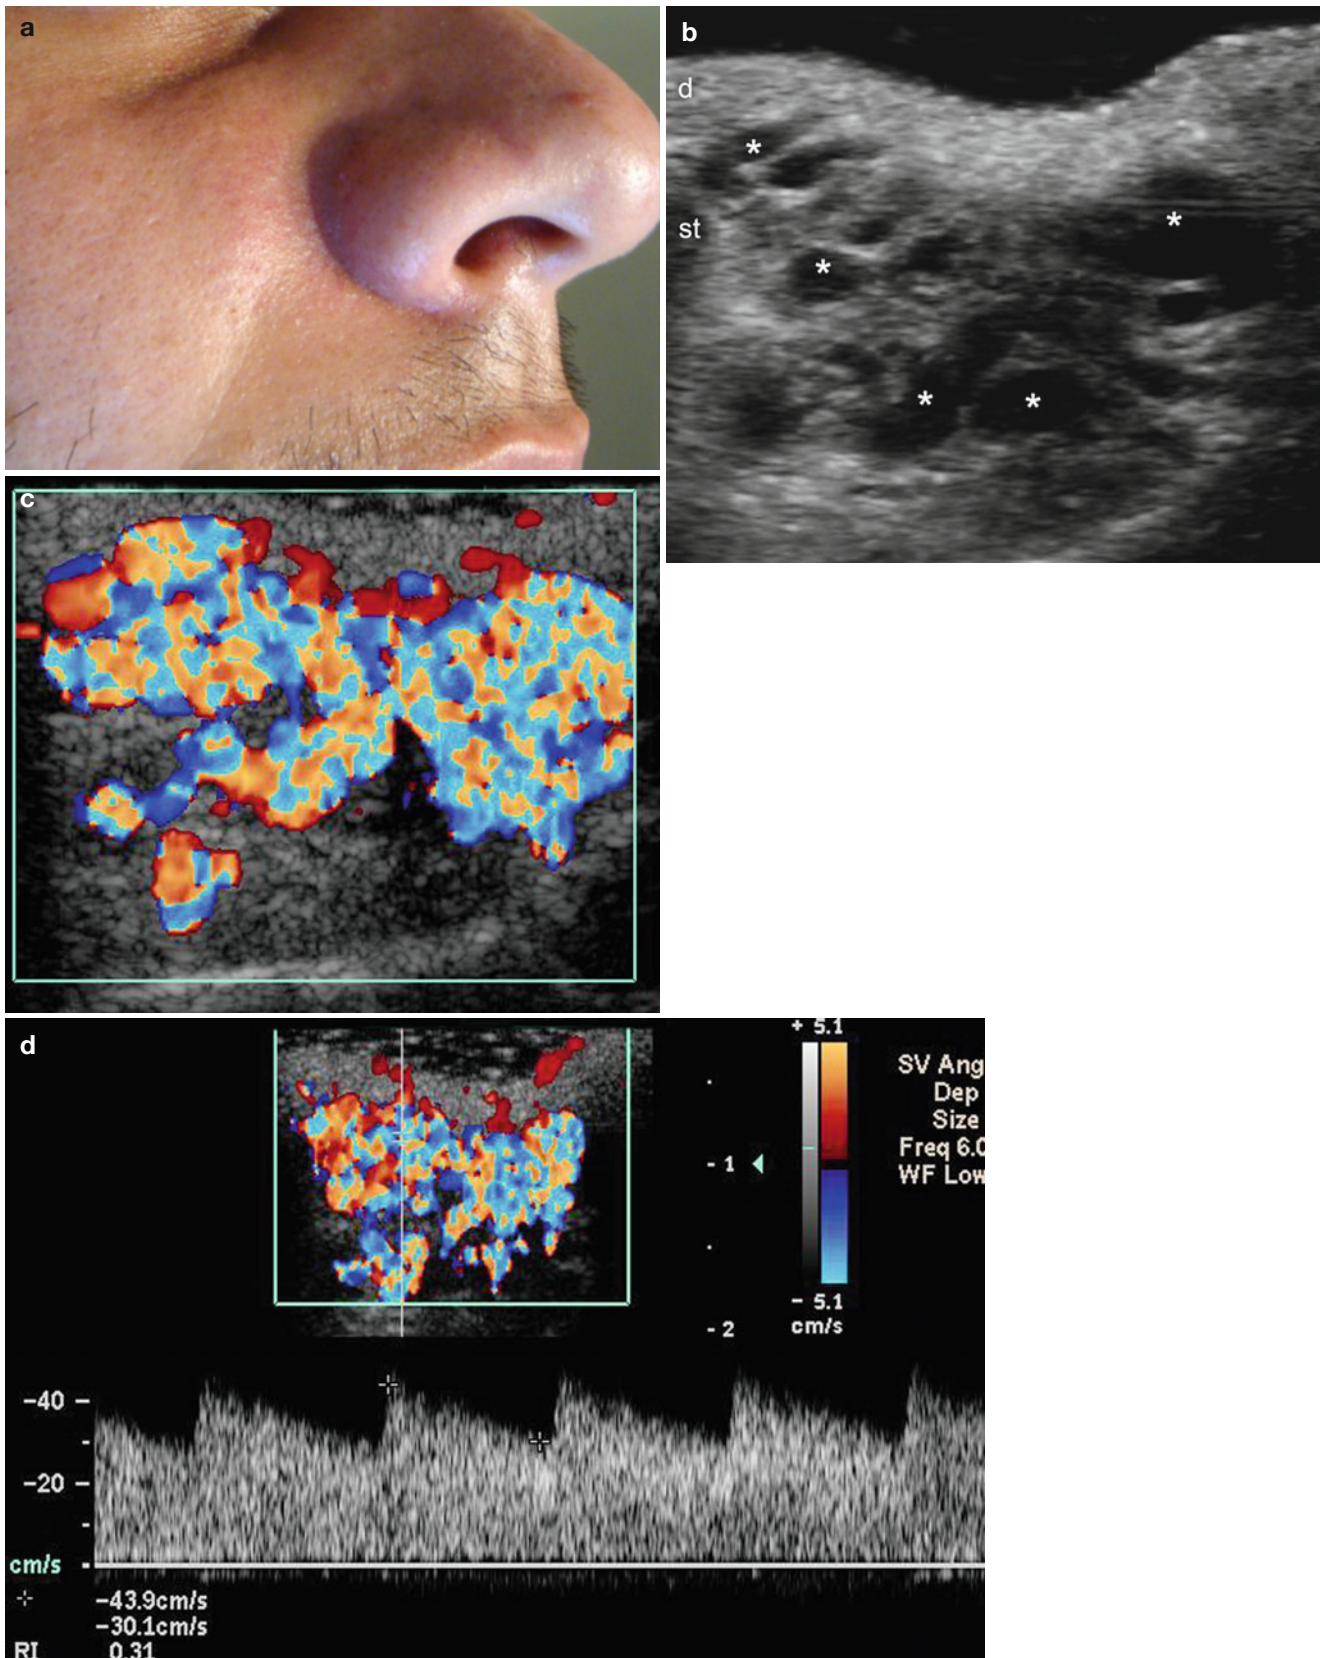 a
b
d
*
st
*
*
*
*
c
d
+ 5.1
SV Ang
Dep
Size
- 1
Freq 6.0
WF Low
- 5.1
- 2
cm/s
-40
-20
cm/s
-43.9cm/s
-30.1cm/s
RI 0.31